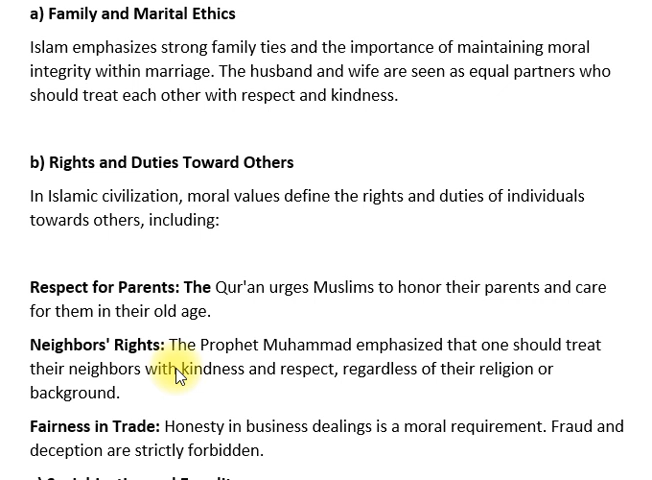 a) Family and Marital Ethics
Islam emphasizes strong family ties and the importance of maintaining moral
integrity within marriage. The husband and wife are seen as equal partners who
should treat each other with respect and kindness.
b) Rights and Duties Toward Others
In Islamic civilization, moral values define the rights and duties of individuals
towards others, including:
Respect for Parents: The Qur'an urges Muslims to honor their parents and care
for them in their old age.
Neighbors' Rights: The Prophet Muhammad emphasized that one should treat
their neighbors with kindness and respect, regardless of their religion or
background.
Fairness in Trade: Honesty in business dealings is a moral requirement. Fraud and
deception are strictly forbidden.